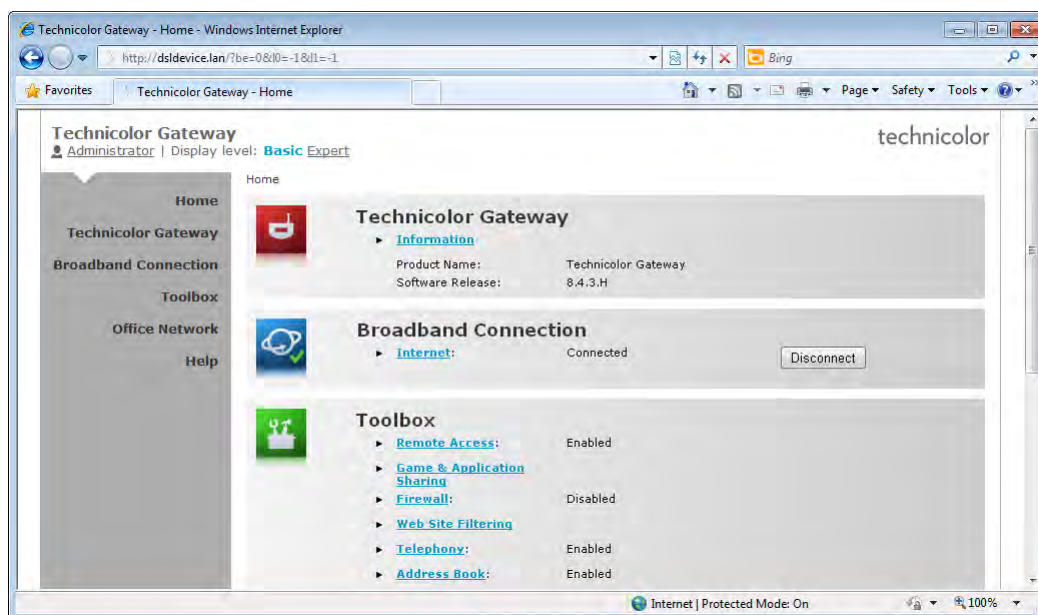 Technicolor Gateway - Home - Windows Internet Explorer
http://dsldevice.lan/?be=0&l0=-1&l1=-1
Bing
Favorites
Technicolor Gateway - Home
Page
Safety
Tools
Technicolor Gateway
technicolor
Administrator | Display level: Basic Expert
Home
Home
Technicolor Gateway
Broadband Connection
Toolbox
Office Network
Help
Technicolor Gateway
Information
Product Name: Technicolor Gateway
Software Release: 8.4.3.H
Broadband Connection
Internet: Connected
Disconnect
Toolbox
Remote Access: Enabled
Game & Application
Sharing
Firewall: Disabled
Web Site Filtering
Telephony: Enabled
Address Book: Enabled
Internet | Protected Mode: On
100%